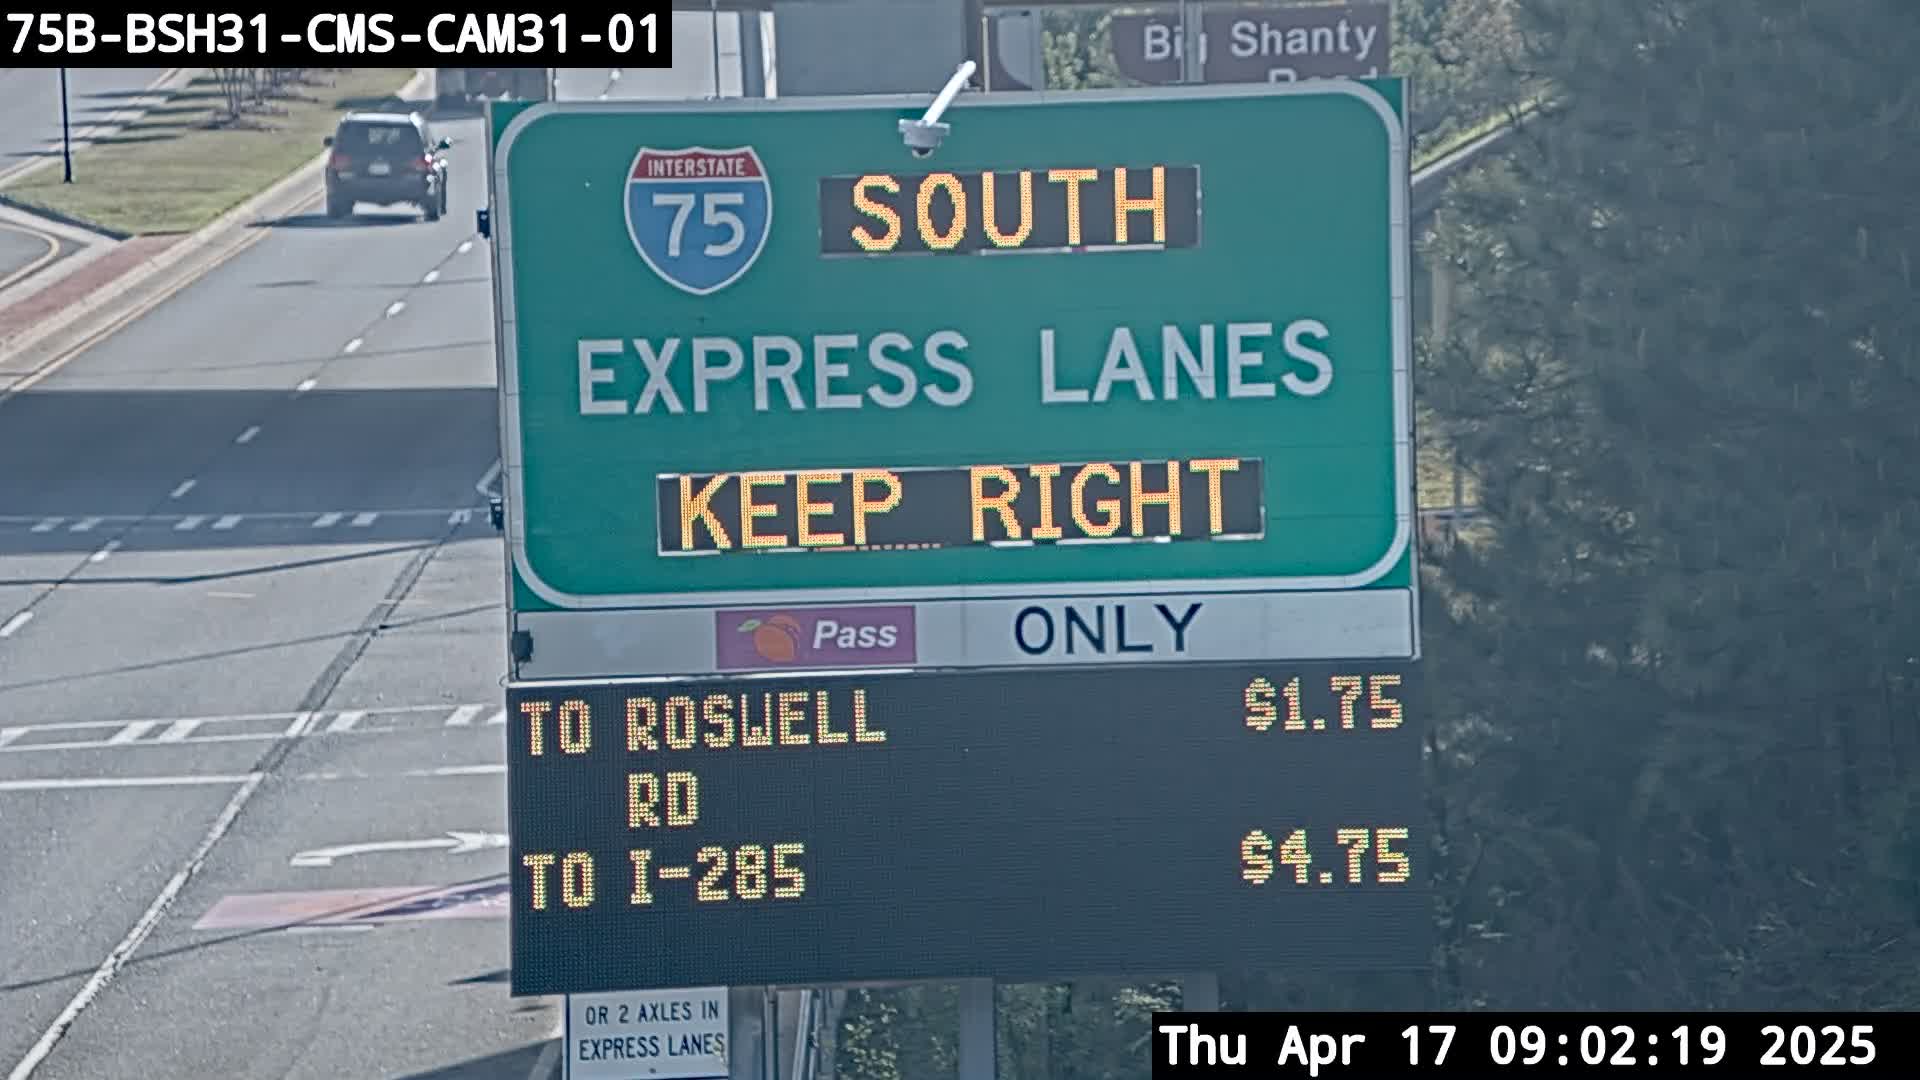 75B-BSH31-CMS-CAM31-01
Big Shanty
Road
INTERSTATE
75
SOUTH
EXPRESS LANES
KEEP RIGHT
Pass ONLY
TO ROSWELL $1.75
RD
TO I-285 $4.75
OR 2 AXLES IN
EXPRESS LANES
Thu Apr 17 09:02:19 2025